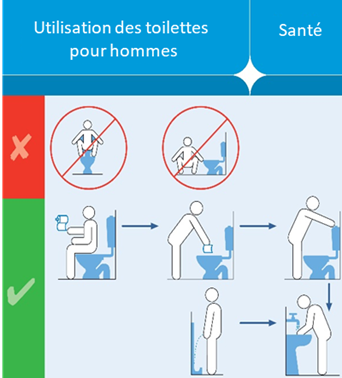 Utilisation des toilettes
pour hommes
Santé